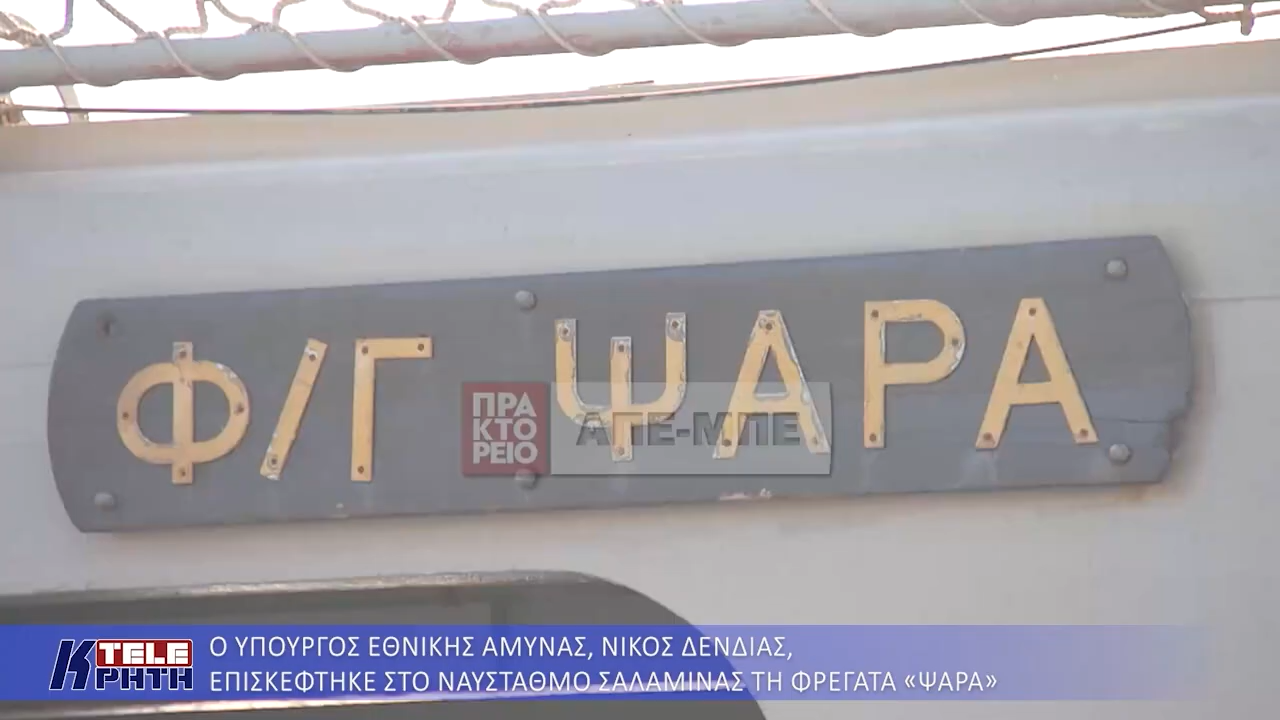 Φ/Γ ΨΑΡΑ
ΠΡΑ
ΚΤΟ
ΡΕΙΟ
ΑΠΕ-ΜΠΕ
TELE
ΚΡΗΤΗ
Ο ΥΠΟΥΡΓΟΣ ΕΘΝΙΚΗΣ ΑΜΥΝΑΣ, ΝΙΚΟΣ ΔΕΝΔΙΑΣ,
ΕΠΙΣΚΕΦΤΗΚΕ ΣΤΟ ΝΑΥΣΤΑΘΜΟ ΣΑΛΑΜΙΝΑΣ ΤΗ ΦΡΕΓΑΤΑ «ΨΑΡΑ»